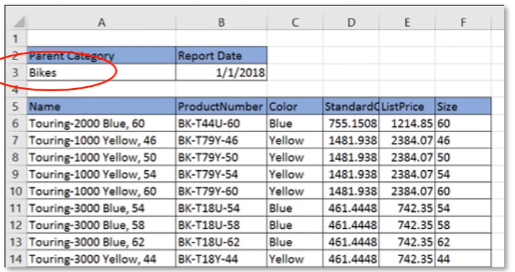 A B C D E F
1
2 Parent Category Report Date
3 Bikes 1/1/2018
4
5 Name ProductNumber Color StandardC ListPrice Size
6 Touring-2000 Blue, 60 BK-T44U-60 Blue 755.1508 1214.85 60
7 Touring-1000 Yellow, 46 BK-T79Y-46 Yellow 1481.938 2384.07 46
8 Touring-1000 Yellow, 50 BK-T79Y-50 Yellow 1481.938 2384.07 50
9 Touring-1000 Yellow, 54 BK-T79Y-54 Yellow 1481.938 2384.07 54
10 Touring-1000 Yellow, 60 BK-T79Y-60 Yellow 1481.938 2384.07 60
11 Touring-3000 Blue, 54 BK-T18U-54 Blue 461.4448 742.35 54
12 Touring-3000 Blue, 58 BK-T18U-58 Blue 461.4448 742.35 58
13 Touring-3000 Blue, 62 BK-T18U-62 Blue 461.4448 742.35 62
14 Touring-3000 Yellow, 44 BK-T18Y-44 Yellow 461.4448 742.35 44